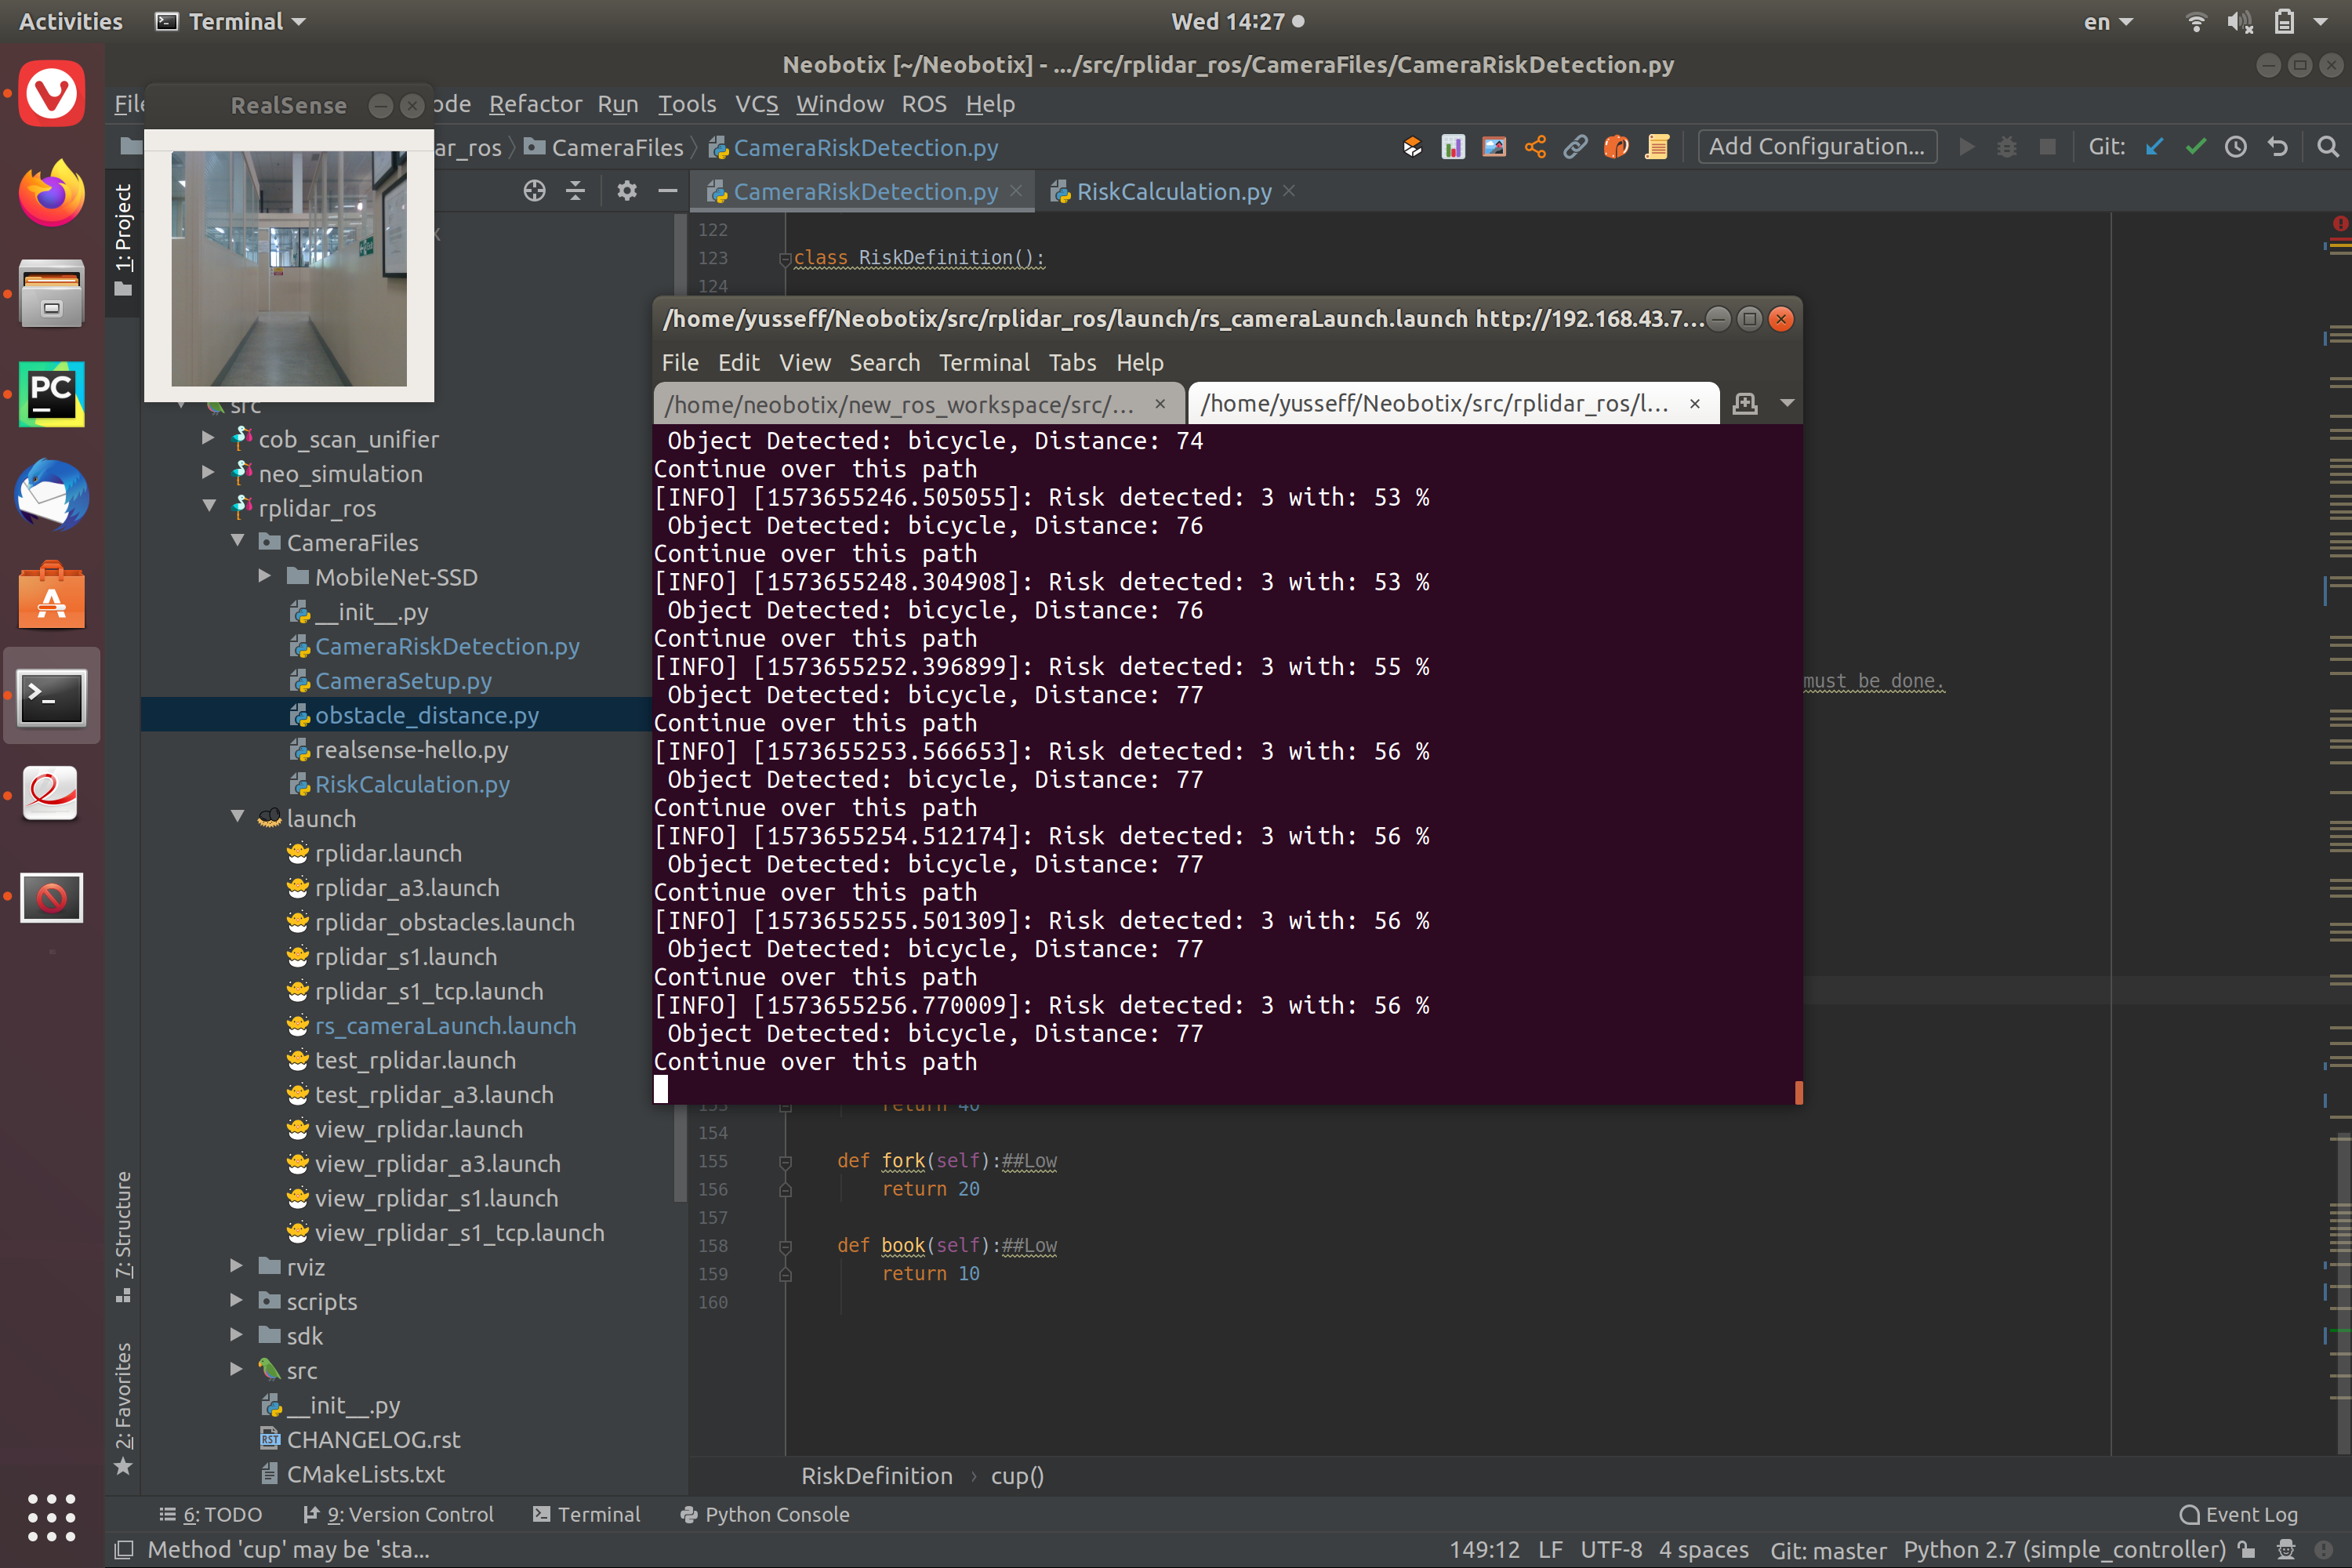 Activities
Terminal
Wed 14:27
en
Neobotix [~/Neobotix] - .../src/rplidar_ros/CameraFiles/CameraRiskDetection.py
RealSense
ode Refactor Run Tools VCS Window ROS Help
ar_ros CameraFiles CameraRiskDetection.py
Add Configuration...
Git:
CameraRiskDetection.py
RiskCalculation.py
1: Project
src
cob_scan_unifier
neo_simulation
rplidar_ros
CameraFiles
MobileNet-SSD
__init__.py
CameraRiskDetection.py
CameraSetup.py
obstacle_distance.py
realsense-hello.py
RiskCalculation.py
launch
rplidar.launch
rplidar_a3.launch
rplidar_obstacles.launch
rplidar_s1.launch
rplidar_s1_tcp.launch
rs_cameraLaunch.launch
test_rplidar.launch
test_rplidar_a3.launch
view_rplidar.launch
view_rplidar_a3.launch
view_rplidar_s1.launch
view_rplidar_s1_tcp.launch
rviz
scripts
sdk
src
__init__.py
CHANGELOG.rst
CMakeLists.txt
7: Structure
2: Favorites
122
123 class RiskDefinition():
124
/home/yusseff/Neobotix/src/rplidar_ros/launch/rs_cameraLaunch.launch http://192.168.43.7...
File Edit View Search Terminal Tabs Help
/home/neobotix/new_ros_workspace/src/...
/home/yusseff/Neobotix/src/rplidar_ros/l...
Object Detected: bicycle, Distance: 74
Continue over this path
[INFO] [1573655246.505055]: Risk detected: 3 with: 53 %
Object Detected: bicycle, Distance: 76
Continue over this path
[INFO] [1573655248.304908]: Risk detected: 3 with: 53 %
Object Detected: bicycle, Distance: 76
Continue over this path
[INFO] [1573655252.396899]: Risk detected: 3 with: 55 %
Object Detected: bicycle, Distance: 77
Continue over this path
[INFO] [1573655253.566653]: Risk detected: 3 with: 56 %
Object Detected: bicycle, Distance: 77
Continue over this path
[INFO] [1573655254.512174]: Risk detected: 3 with: 56 %
Object Detected: bicycle, Distance: 77
Continue over this path
[INFO] [1573655255.501309]: Risk detected: 3 with: 56 %
Object Detected: bicycle, Distance: 77
Continue over this path
[INFO] [1573655256.770009]: Risk detected: 3 with: 56 %
Object Detected: bicycle, Distance: 77
Continue over this path
must be done.
153 return 40
154
155 def fork(self):##Low
156 return 20
157
158 def book(self):##Low
159 return 10
160
RiskDefinition › cup()
6: TODO
9: Version Control
Terminal
Python Console
Event Log
Method 'cup' may be 'sta...
149:12 LF UTF-8 4 spaces Git: master Python 2.7 (simple_controller)